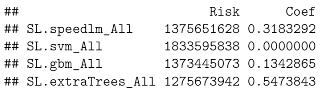 ##                        Risk      Coef
## SL.speedlm_All    1375651628 0.3183292
## SL.svm_All        1833595838 0.0000000
## SL.gbm_All        1373445073 0.1342865
## SL.extraTrees_All 1275673942 0.5473843